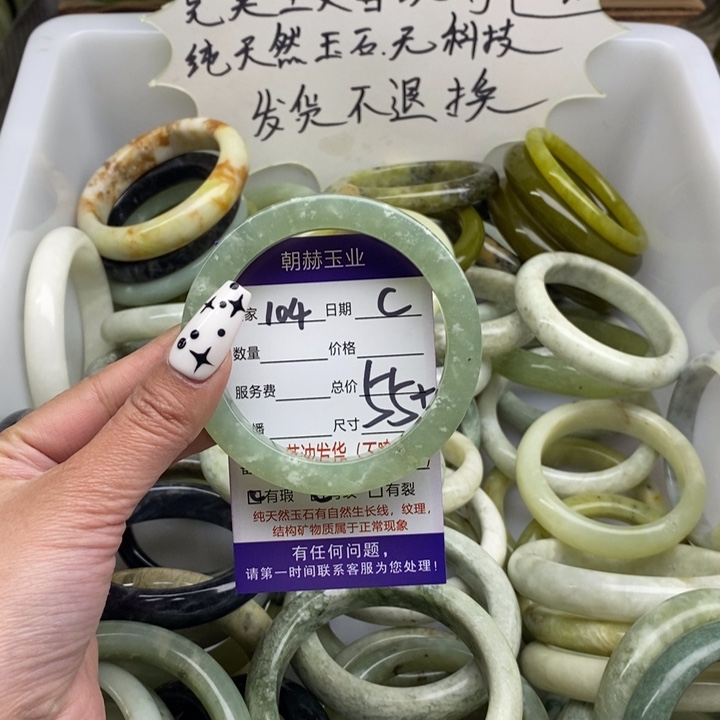 纯天然玉石.无科技
发货不退换
朝赫玉业
家 104 日期 C
数量 价格
服务费 总价
播 尺寸 55+
有瑕 有裂
纯天然玉石有自然生长线，纹理，
结构矿物质属于正常现象
有任何问题，
请第一时间联系客服为您处理！